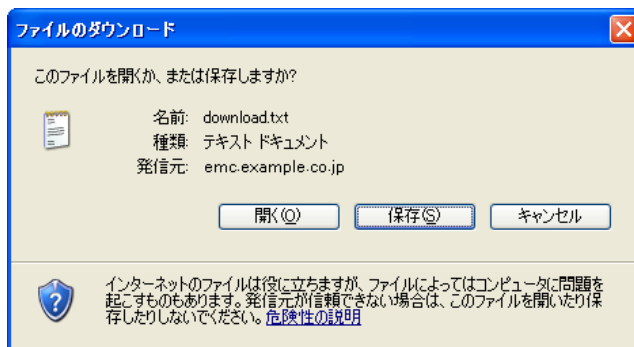 ファイルのダウンロード
このファイルを開くか、または保存しますか?
名前: download.txt
種類: テキスト ドキュメント
発信元: emc.example.co.jp
開く(O)
保存(S)
キャンセル
インターネットのファイルは役に立ちますが、ファイルによってはコンピュータに問題を
起こすものもあります。発信元が信頼できない場合は、このファイルを開いたり保
存したりしないでください。危険性の説明